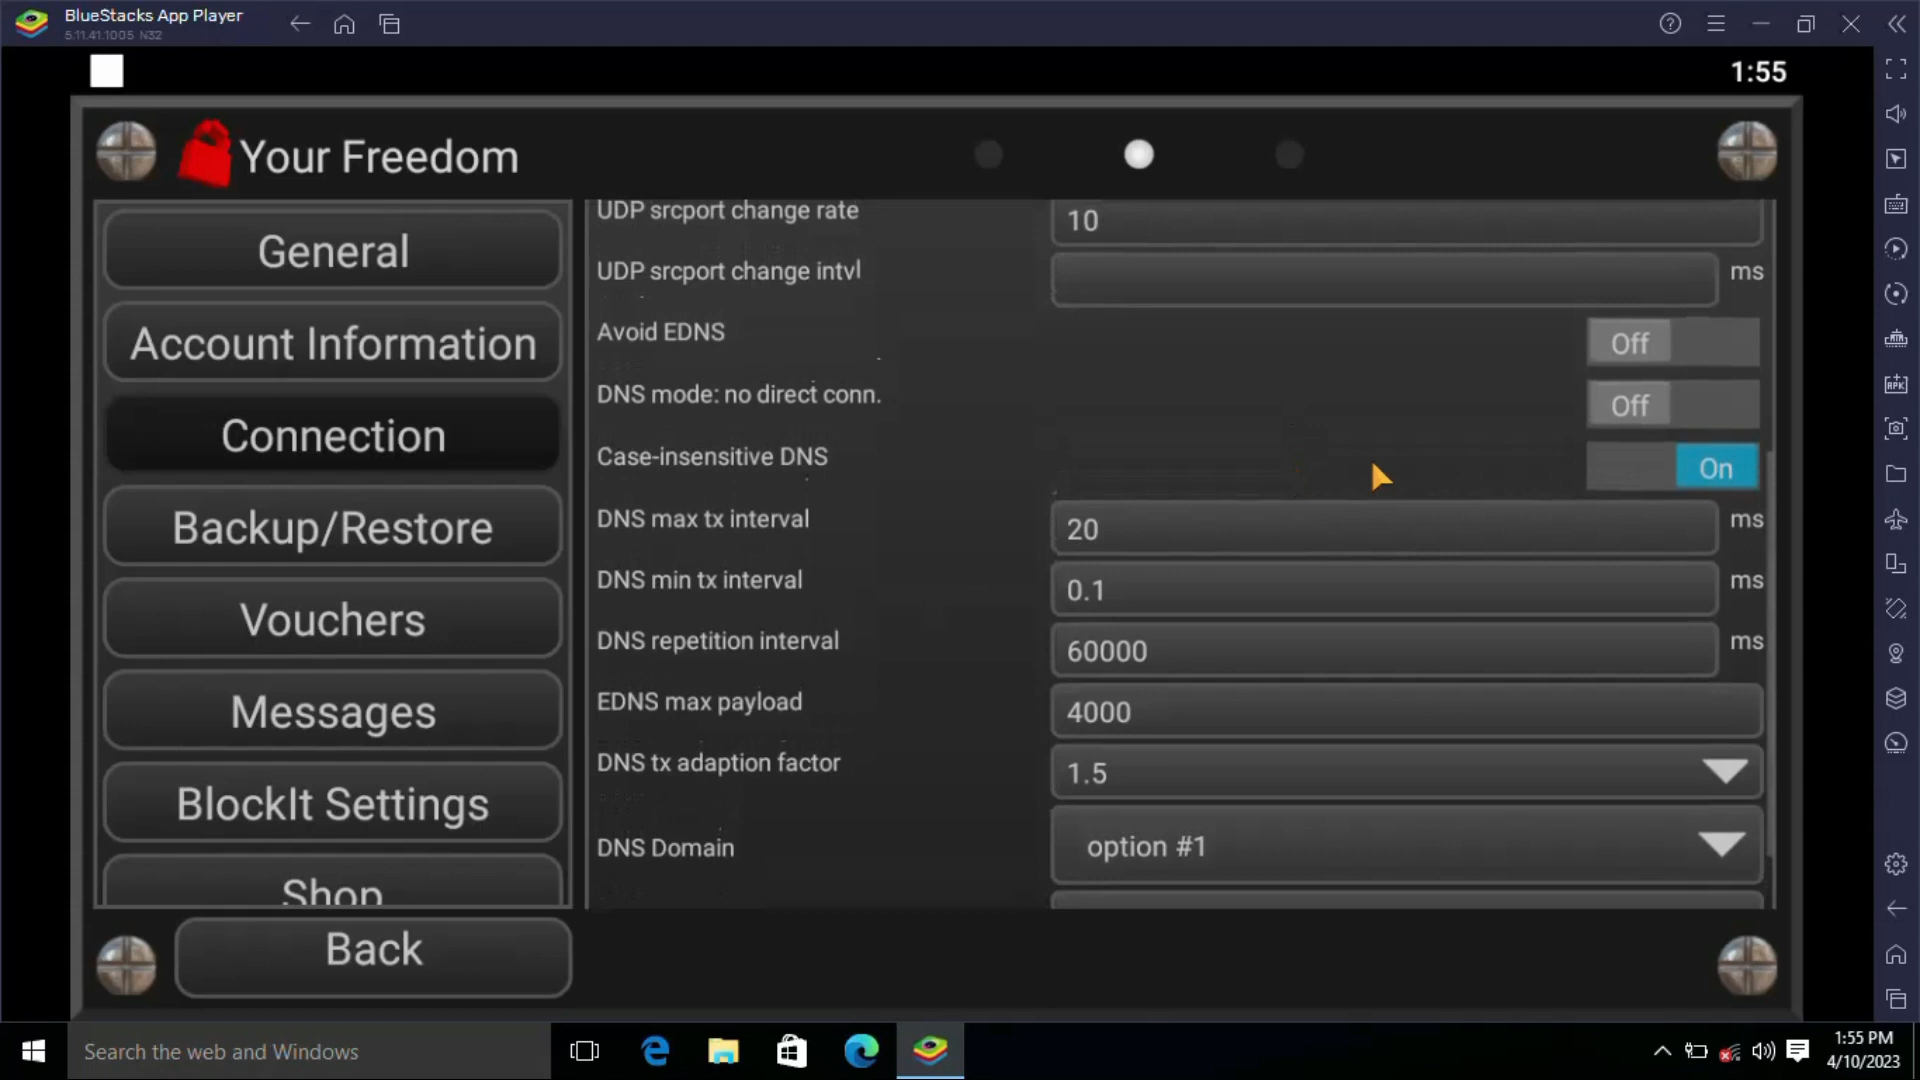 BlueStacks App Player
5.11.41.1005 N32
1:55
Your Freedom
General
Account Information
Connection
Backup/Restore
Vouchers
Messages
BlockIt Settings
Shop
Back
UDP srcport change rate
10
UDP srcport change intvl
ms
Avoid EDNS
Off
DNS mode: no direct conn.
Off
Case-insensitive DNS
On
DNS max tx interval
20
ms
DNS min tx interval
0.1
ms
DNS repetition interval
60000
ms
EDNS max payload
4000
DNS tx adaption factor
1.5
DNS Domain
option #1
Search the web and Windows
1:55 PM
4/10/2023